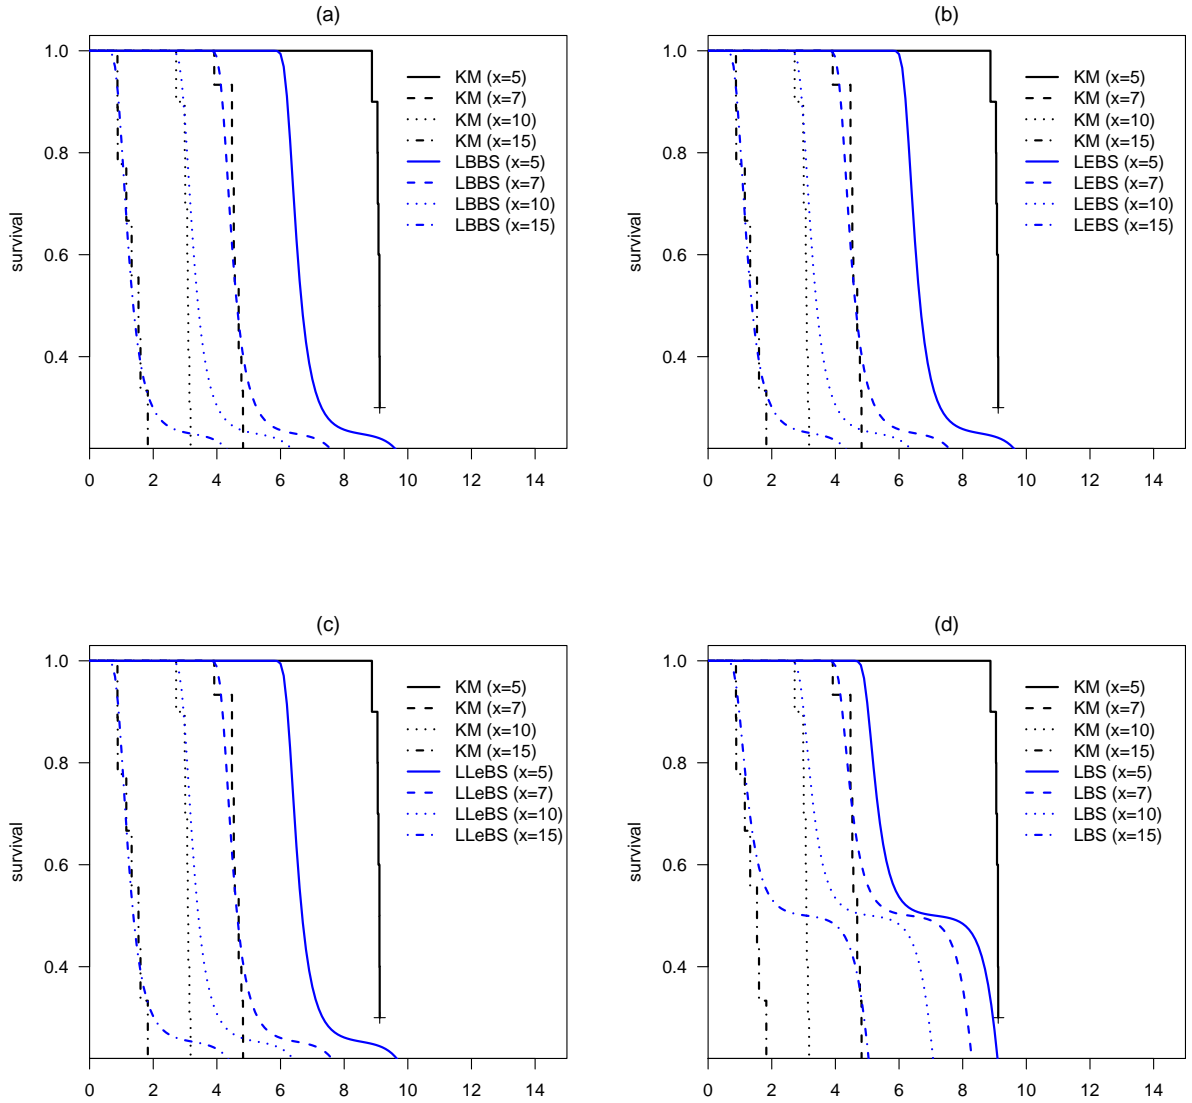 (a)
1.0
0.8
0.6
0.4
survival
0 2 4 6 8 10 12 14
KM (x=5)
KM (x=7)
KM (x=10)
KM (x=15)
LBBS (x=5)
LBBS (x=7)
LBBS (x=10)
LBBS (x=15)
(b)
1.0
0.8
0.6
0.4
survival
0 2 4 6 8 10 12 14
KM (x=5)
KM (x=7)
KM (x=10)
KM (x=15)
LEBS (x=5)
LEBS (x=7)
LEBS (x=10)
LEBS (x=15)
(c)
1.0
0.8
0.6
0.4
survival
0 2 4 6 8 10 12 14
KM (x=5)
KM (x=7)
KM (x=10)
KM (x=15)
LLeBS (x=5)
LLeBS (x=7)
LLeBS (x=10)
LLeBS (x=15)
(d)
1.0
0.8
0.6
0.4
survival
0 2 4 6 8 10 12 14
KM (x=5)
KM (x=7)
KM (x=10)
KM (x=15)
LBS (x=5)
LBS (x=7)
LBS (x=10)
LBS (x=15)